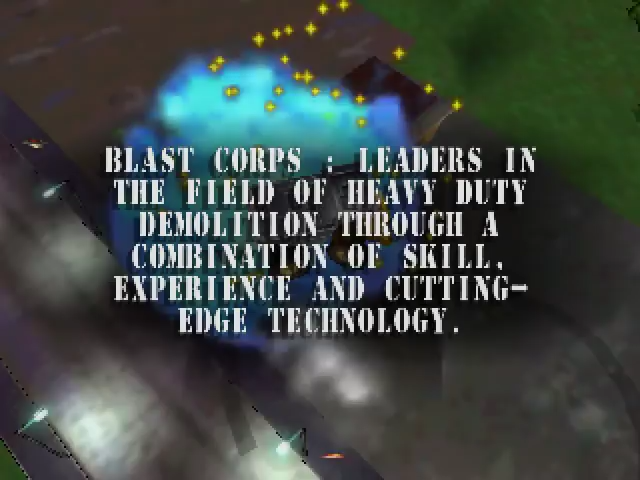 BLAST CORPS : LEADERS IN
THE FIELD OF HEAVY DUTY
DEMOLITION THROUGH A
COMBINATION OF SKILL,
EXPERIENCE AND CUTTING-
EDGE TECHNOLOGY.